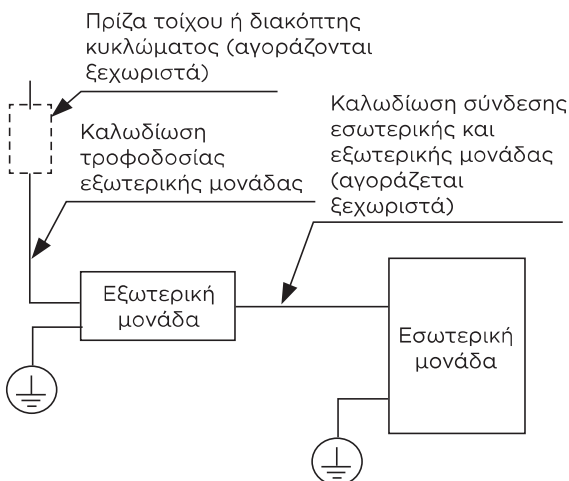 Πρίζα τοίχου ή διακόπτης
κυκλώματος (αγοράζονται
ξεχωριστά)
Καλωδίωση
τροφοδοσίας
εξωτερικής μονάδας
Καλωδίωση σύνδεσης
εσωτερικής και
εξωτερικής μονάδας
(αγοράζεται
ξεχωριστά)
Εξωτερική
μονάδα
Εσωτερική
μονάδα